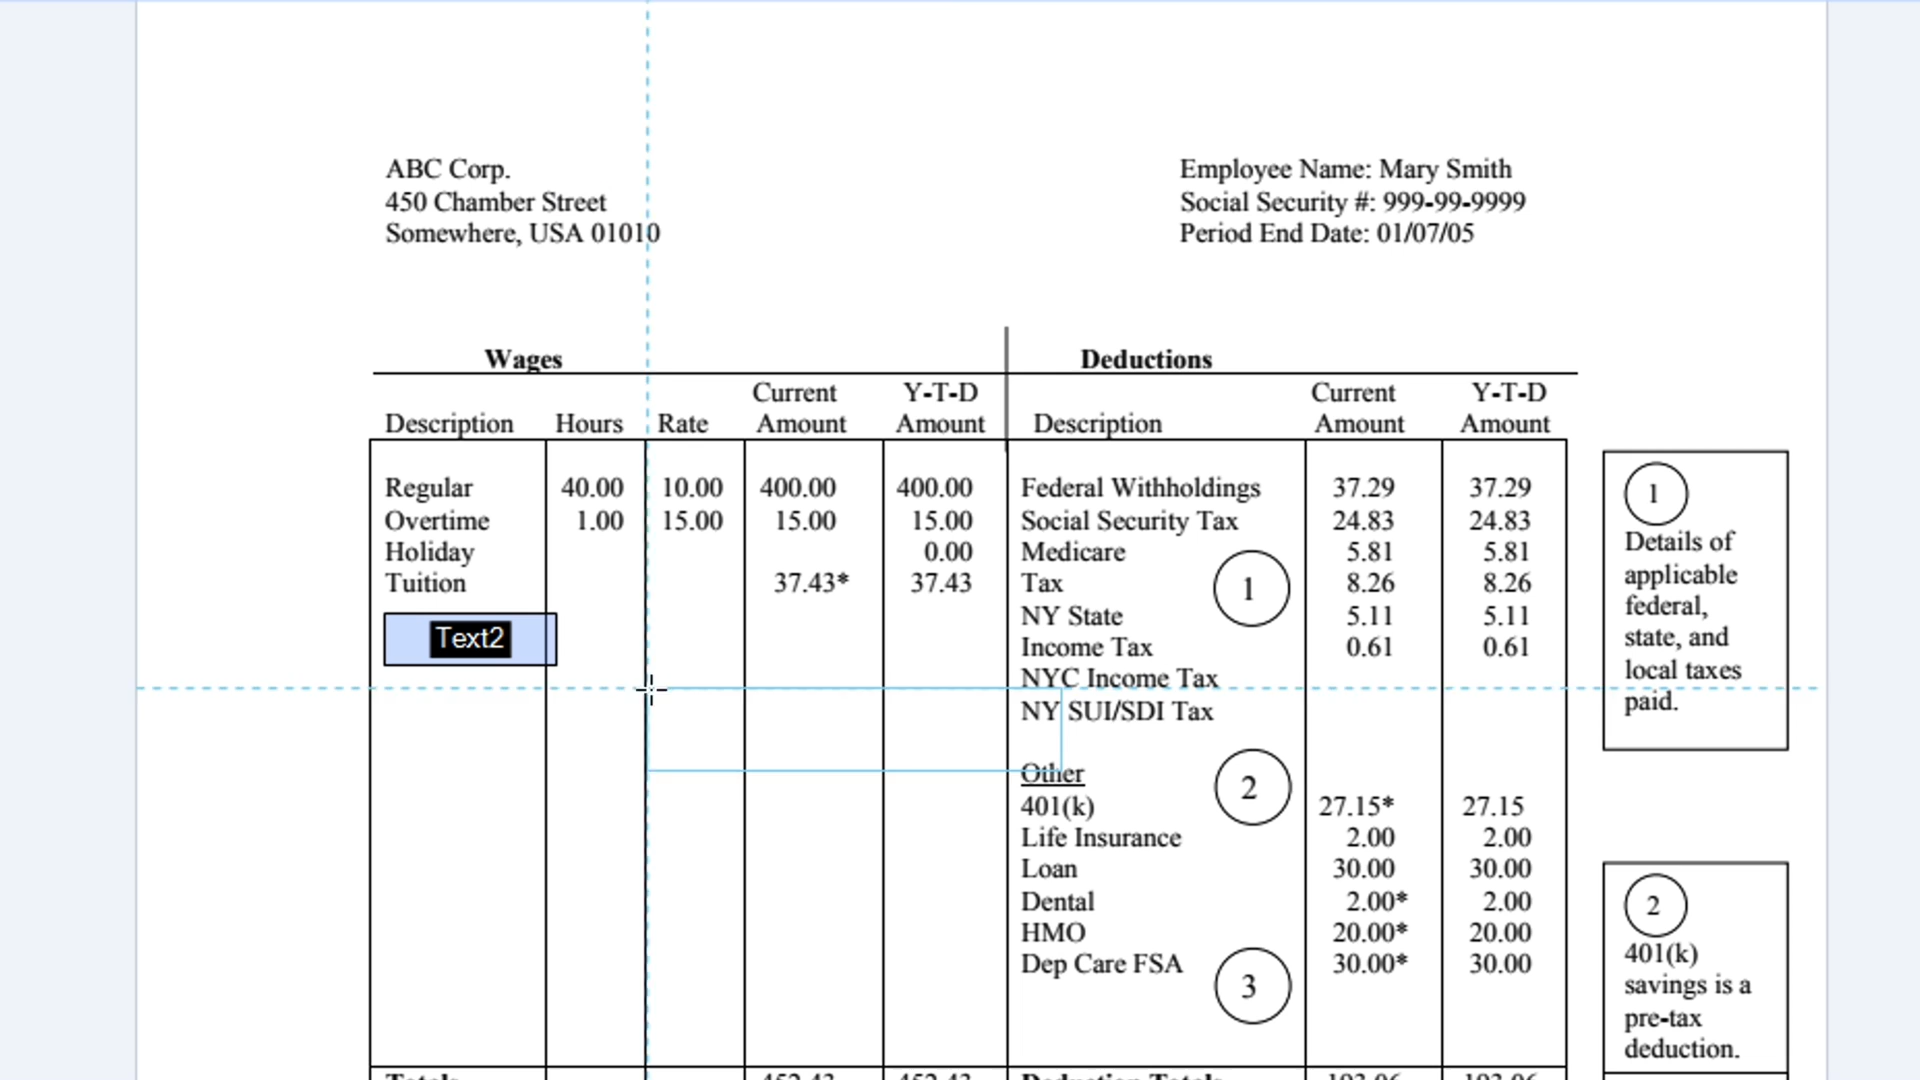 ABC Corp.
450 Chamber Street
Somewhere, USA 01010
Employee Name: Mary Smith
Social Security #: 999-99-9999
Period End Date: 01/07/05
Wages Deductions
Current Y-T-D Current Y-T-D
Description Hours Rate Amount Amount Description Amount Amount
Regular 40.00 10.00 400.00 400.00 Federal Withholdings 37.29 37.29
Overtime 1.00 15.00 15.00 15.00 Social Security Tax 24.83 24.83
Holiday 0.00 Medicare 5.81 5.81
Tuition 37.43* 37.43 Tax 8.26 8.26
1
Text2
NY State 5.11 5.11
Income Tax 0.61 0.61
NYC Income Tax
NY SUI/SDI Tax
Other
2
401(k) 27.15* 27.15
Life Insurance 2.00 2.00
Loan 30.00 30.00
Dental 2.00* 2.00
HMO 20.00* 20.00
Dep Care FSA 30.00* 30.00
3
1
Details of
applicable
federal,
state, and
local taxes
paid.
2
401(k)
savings is a
pre-tax
deduction.